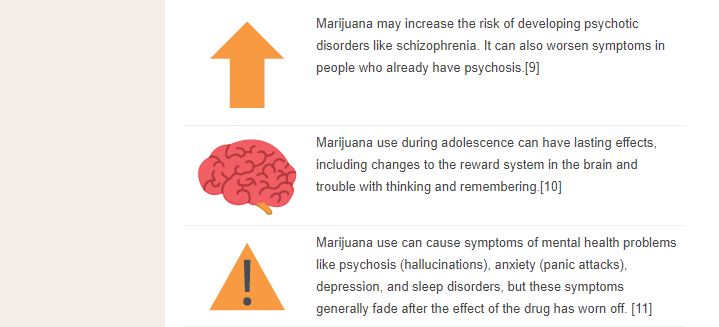 Marijuana may increase the risk of developing psychotic
disorders like schizophrenia. It can also worsen symptoms in
people who already have psychosis.[9]
Marijuana use during adolescence can have lasting effects,
including changes to the reward system in the brain and
trouble with thinking and remembering.[10]
Marijuana use can cause symptoms of mental health problems
like psychosis (hallucinations), anxiety (panic attacks),
depression, and sleep disorders, but these symptoms
generally fade after the effect of the drug has worn off. [11]